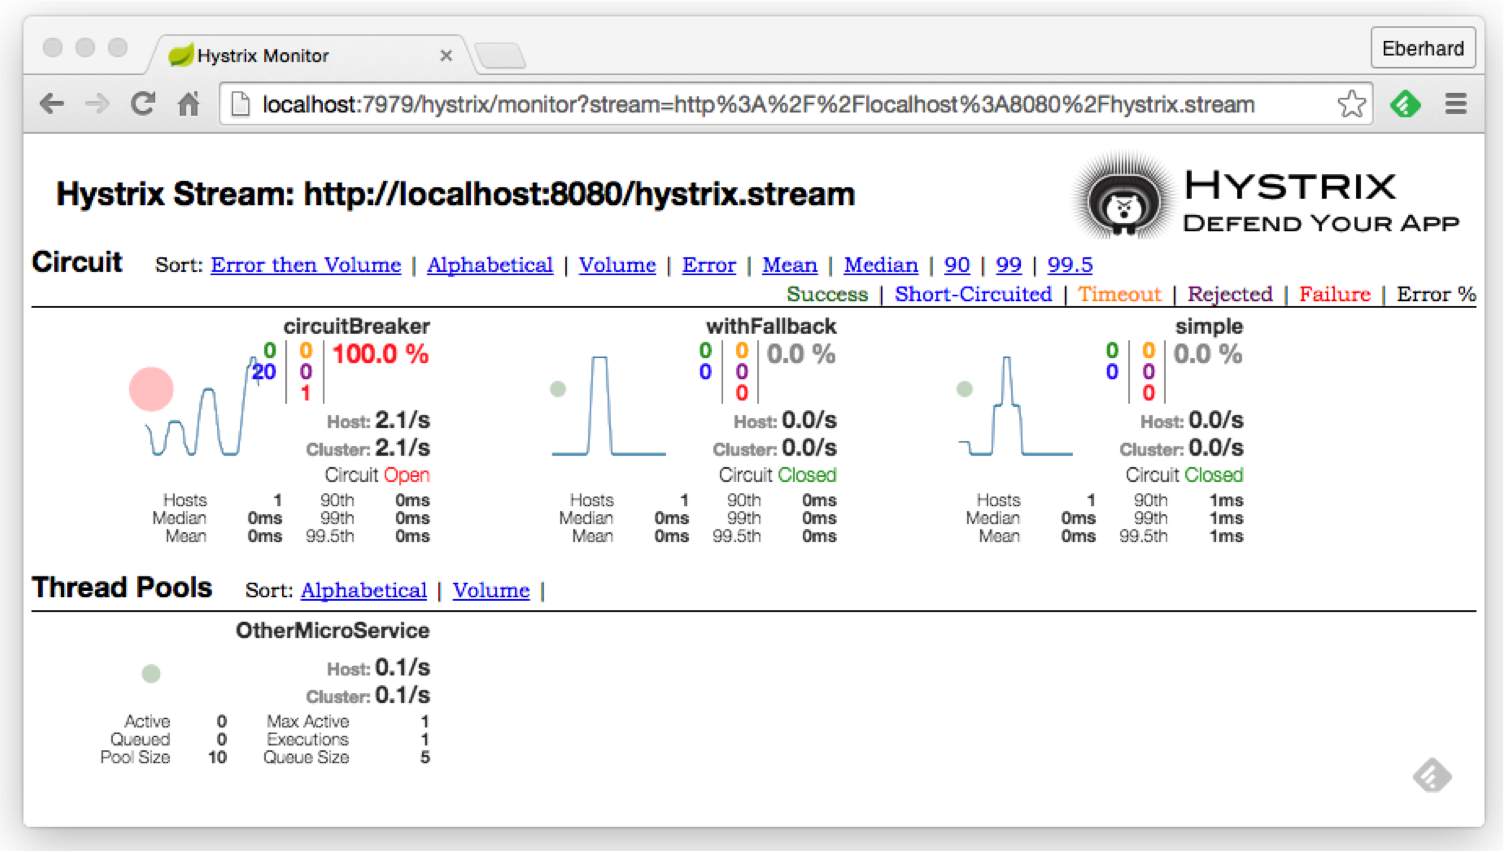 Hystrix Monitor
Eberhard
localhost:7979/hystrix/monitor?stream=http%3A%2F%2Flocalhost%3A8080%2Fhystrix.stream
Hystrix Stream: http://localhost:8080/hystrix.stream
HYSTRIX
DEFEND YOUR APP
Circuit Sort: Error then Volume | Alphabetical | Volume | Error | Mean | Median | 90 | 99 | 99.5
Success | Short-Circuited | Timeout | Rejected | Failure | Error %
circuitBreaker
0 0 100.0 %
20 0
1
Host: 2.1/s
Cluster: 2.1/s
Circuit Open
Hosts 1 90th 0ms
Median 0ms 99th 0ms
Mean 0ms 99.5th 0ms
withFallback
0 0 0.0 %
0 0
0
Host: 0.0/s
Cluster: 0.0/s
Circuit Closed
Hosts 1 90th 0ms
Median 0ms 99th 0ms
Mean 0ms 99.5th 0ms
simple
0 0 0.0 %
0 0
0
Host: 0.0/s
Cluster: 0.0/s
Circuit Closed
Hosts 1 90th 1ms
Median 0ms 99th 1ms
Mean 0ms 99.5th 1ms
Thread Pools Sort: Alphabetical | Volume |
OtherMicroService
Host: 0.1/s
Cluster: 0.1/s
Active 0 Max Active 1
Queued 0 Executions 1
Pool Size 10 Queue Size 5